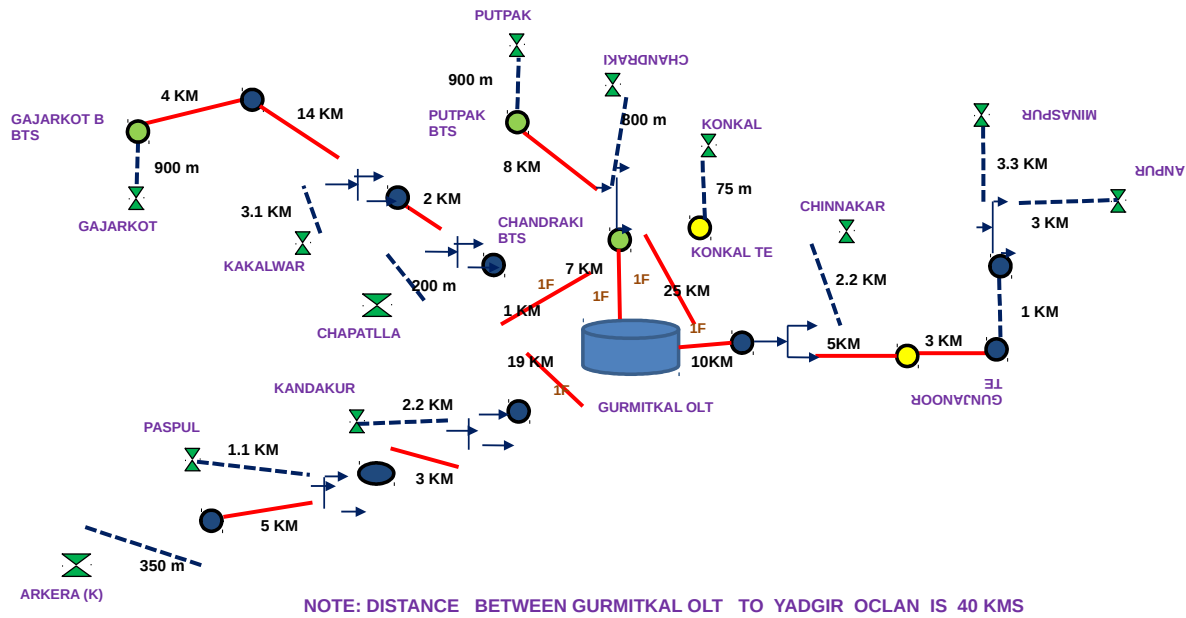 PUTPAK
CHANDRAKI
900 m
4 KM
14 KM
GAJARKOT B
BTS
PUTPAK
BTS
800 m
KONKAL
MINASPUR
900 m
8 KM
3.3 KM
ANPUR
75 m
2 KM
3.1 KM
CHINNAKAR
GAJARKOT
CHANDRAKI
BTS
3 KM
KAKALWAR
KONKAL TE
7 KM
1F
1F
1F
200 m
25 KM
2.2 KM
1 KM
1 KM
CHAPATLLA
1F
5KM
3 KM
19 KM
10KM
KANDAKUR
1F
GUNJANOOR
TE
2.2 KM
GURMITKAL OLT
PASPUL
1.1 KM
3 KM
5 KM
350 m
ARKERA (K)
NOTE: DISTANCE BETWEEN GURMITKAL OLT TO YADGIR OCLAN IS 40 KMS